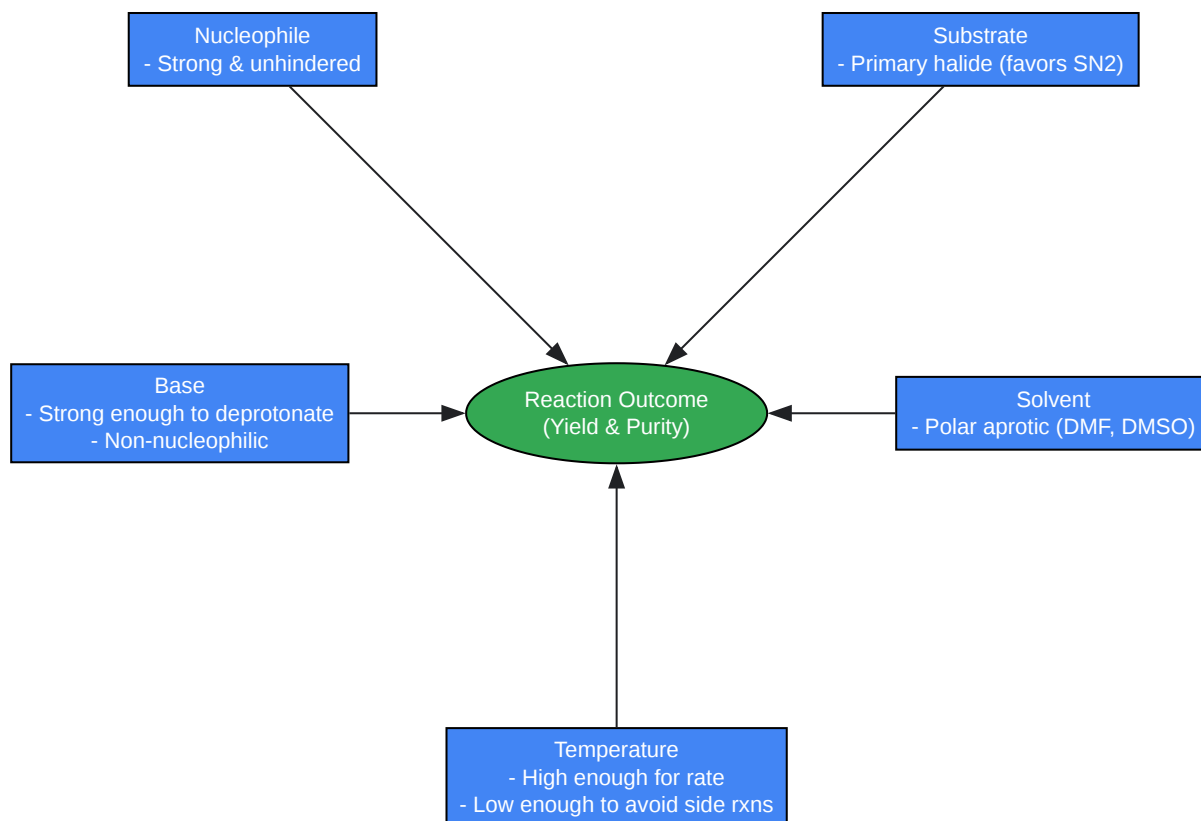 Nucleophile
- Strong & unhindered
Substrate
- Primary halide (favors SN2)
Base
- Strong enough to deprotonate
- Non-nucleophilic
Reaction Outcome
(Yield & Purity)
Solvent
- Polar aprotic (DMF, DMSO)
Temperature
- High enough for rate
- Low enough to avoid side rxns